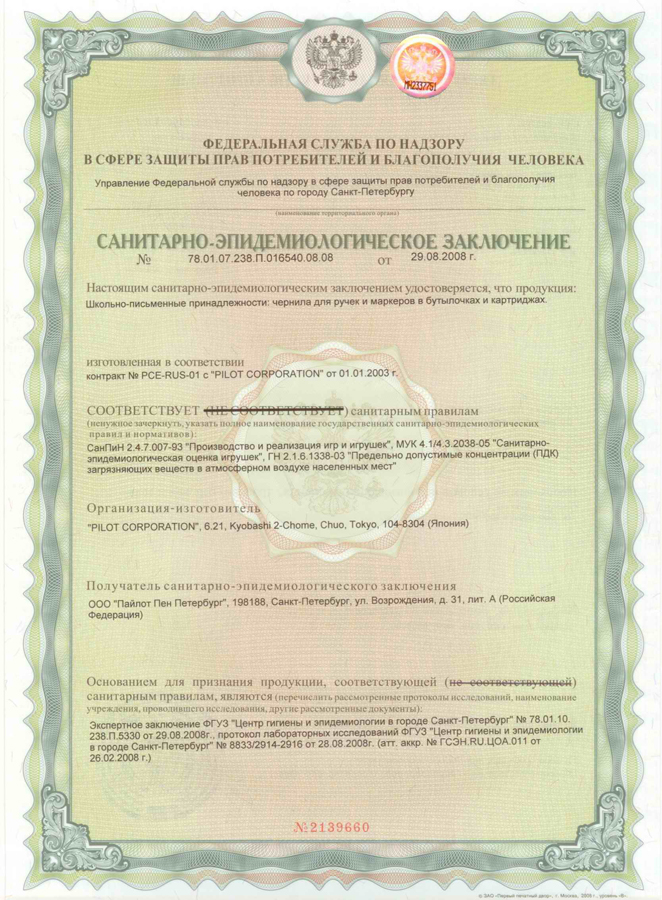 МН2337751
ФЕДЕРАЛЬНАЯ СЛУЖБА ПО НАДЗОРУ
В СФЕРЕ ЗАЩИТЫ ПРАВ ПОТРЕБИТЕЛЕЙ И БЛАГОПОЛУЧИЯ ЧЕЛОВЕКА
Управление Федеральной службы по надзору в сфере защиты прав потребителей и благополучия
человека по городу Санкт-Петербургу
(наименование территориального органа)
САНИТАРНО-ЭПИДЕМИОЛОГИЧЕСКОЕ ЗАКЛЮЧЕНИЕ
№ 78.01.07.238.П.016540.08.08 от 29.08.2008 г.
Настоящим санитарно-эпидемиологическим заключением удостоверяется, что продукция:
Школьно-письменные принадлежности: чернила для ручек и маркеров в бутылочках и картриджах.
изготовленная в соответствии
контракт № PCE-RUS-01 с "PILOT CORPORATION" от 01.01.2003 г.
СООТВЕТСТВУЕТ (НЕ СООТВЕТСТВУЕТ) санитарным правилам
(ненужное зачеркнуть, указать полное наименование государственных санитарно-эпидемиологических
правил и нормативов):
СанПиН 2.4.7.007-93 "Производство и реализация игр и игрушек", МУК 4.1/4.3.2038-05 "Санитарно-
эпидемиологическая оценка игрушек", ГН 2.1.6.1338-03 "Предельно допустимые концентрации (ПДК)
загрязняющих веществ в атмосферном воздухе населенных мест"
Организация-изготовитель
"PILOT CORPORATION", 6.21, Kyobashi 2-Chome, Chuo, Tokyo, 104-8304 (Япония)
Получатель санитарно-эпидемиологического заключения
ООО "Пайлот Пен Петербург", 198188, Санкт-Петербург, ул. Возрождения, д. 31, лит. А (Российская
Федерация)
Основанием для признания продукции, соответствующей (не соответствующей)
санитарным правилам, являются (перечислить рассмотренные протоколы исследований, наименование
учреждения, проводившего исследования, другие рассмотренные документы):
Экспертное заключение ФГУЗ "Центр гигиены и эпидемиологии в городе Санкт-Петербург" № 78.01.10.
238.П.5330 от 29.08.2008г., протокол лабораторных исследований ФГУЗ "Центр гигиены и эпидемиологии
в городе Санкт-Петербург" № 8833/2914-2916 от 28.08.2008г. (атт. аккр. № ГСЭН.RU.ЦОА.011 от
26.02.2008 г.)
№2139660
© ЗАО «Первый печатный двор», г. Москва, 2008 г., уровень «В»